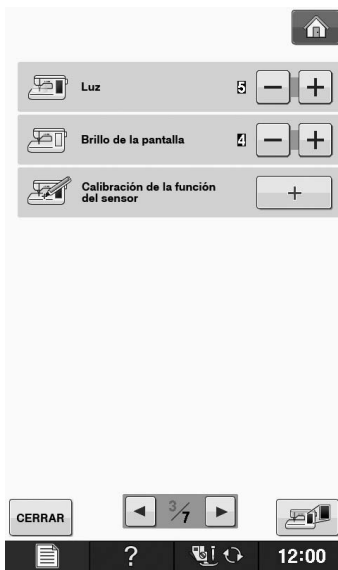 Luz 5
Brillo de la pantalla 4
Calibración de la función
del sensor
CERRAR
3/7
?
12:00